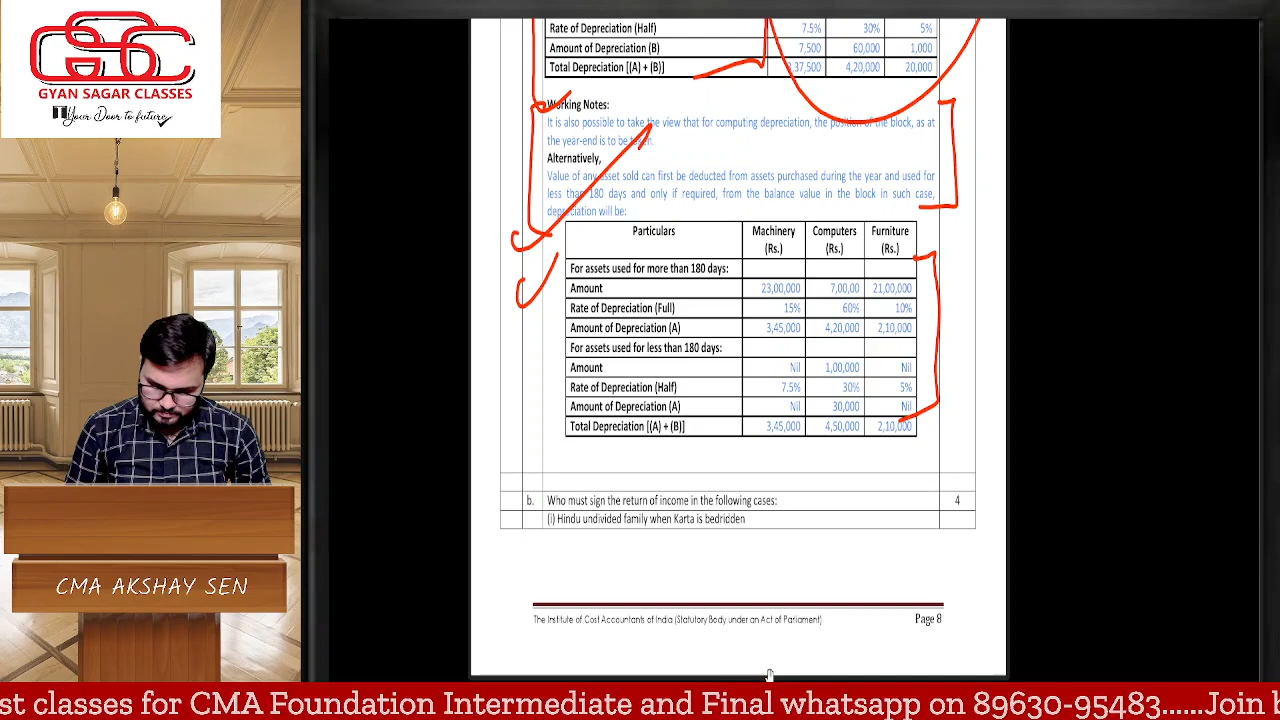 GSC
GYAN SAGAR CLASSES
Your Door to future
Rate of Depreciation (Half) 7.5% 30% 5%
Amount of Depreciation (B) 7,500 60,000 1,000
Total Depreciation [(A) + (B)] 37,500 4,20,000 20,000
Working Notes:
It is also possible to take the view that for computing depreciation, the position of the block, as at
the year-end is to be taken.
Alternatively,
Value of any asset sold can first be deducted from assets purchased during the year and used for
less than 180 days and only if required, from the balance value in the block in such case,
depreciation will be:
Particulars Machinery Computers Furniture
(Rs.) (Rs.) (Rs.)
For assets used for more than 180 days:
Amount 23,00,000 7,00,00 21,00,000
Rate of Depreciation (Full) 15% 60% 10%
Amount of Depreciation (A) 3,45,000 4,20,000 2,10,000
For assets used for less than 180 days:
Amount Nil 1,00,000 Nil
Rate of Depreciation (Half) 7.5% 30% 5%
Amount of Depreciation (A) Nil 30,000 Nil
Total Depreciation [(A) + (B)] 3,45,000 4,50,000 2,10,000
b. Who must sign the return of income in the following cases: 4
(i) Hindu undivided family when Karta is bedridden
The Institute of Cost Accountants of India (Statutory Body under an Act of Parliament) Page 8
CMA AKSHAY SEN
st classes for CMA Foundation Intermediate and Final whatsapp on 89630-95483......Join b